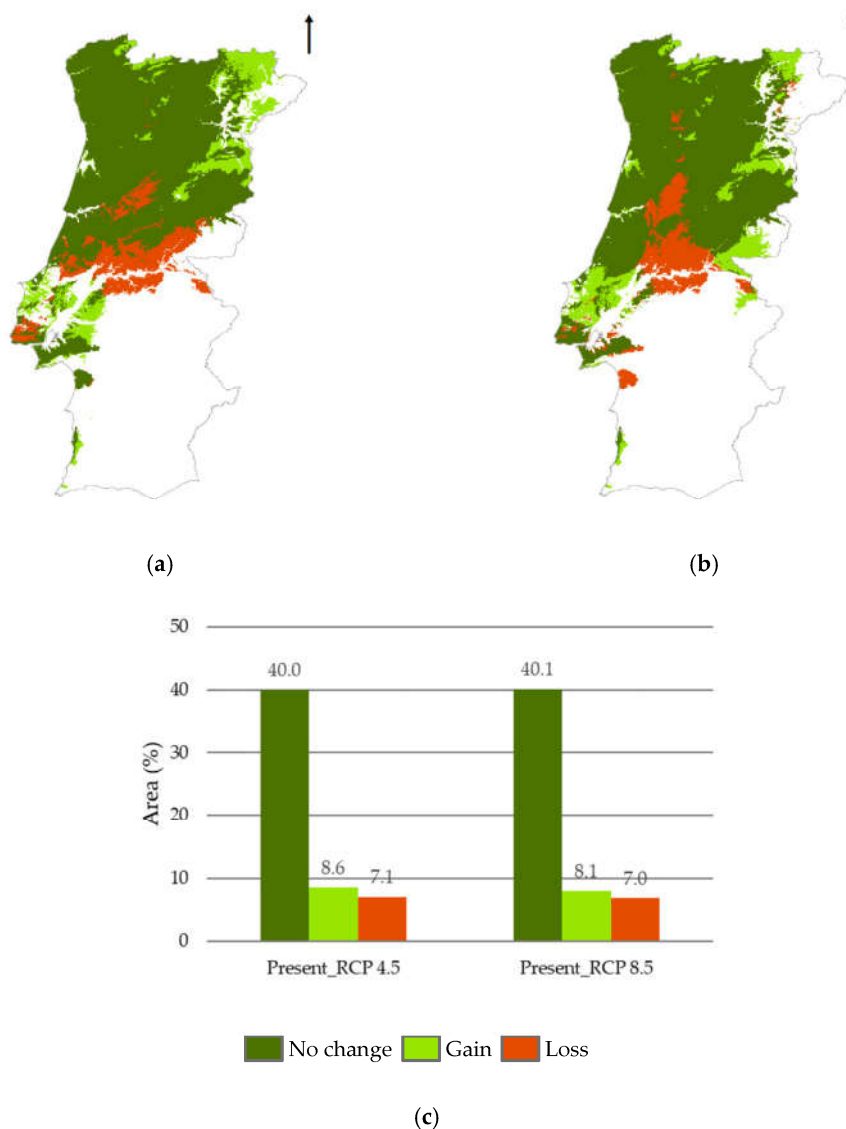 (a)
(b)
50
40.0
40.1
40
30
Area (%)
20
8.6
7.1
8.1
7.0
10
0
Present_RCP 4.5
Present_RCP 8.5
No change
Gain
Loss
(c)